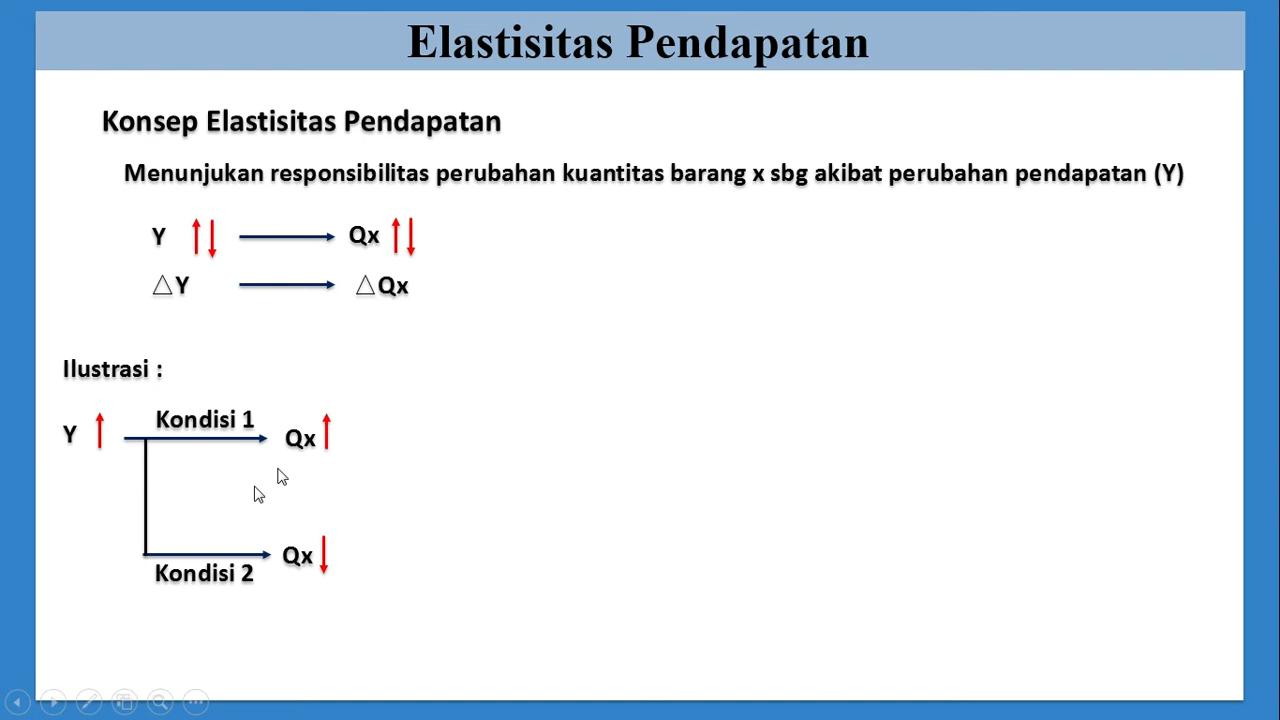 Elastisitas Pendapatan
Konsep Elastisitas Pendapatan
Menunjukan responsibilitas perubahan kuantitas barang x sbg akibat perubahan pendapatan (Y)
Y Qx
△Y △Qx
Ilustrasi :
Kondisi 1
Y Qx
Qx
Kondisi 2